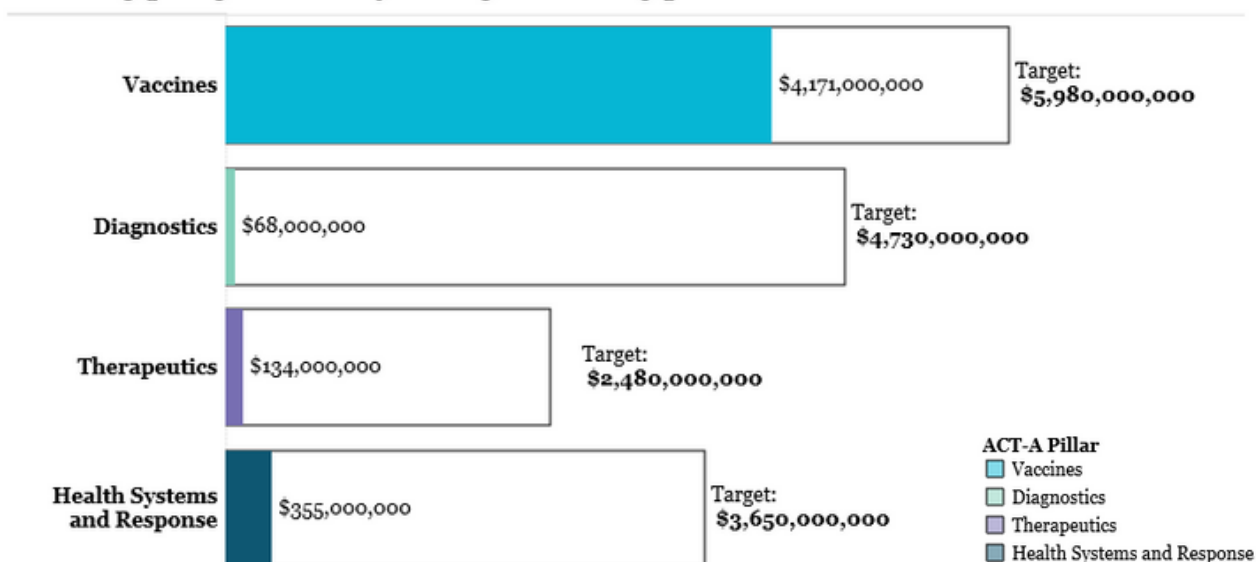 Vaccines
$4,171,000,000
Target:
$5,980,000,000
Diagnostics
$68,000,000
Target:
$4,730,000,000
Therapeutics
$134,000,000
Target:
$2,480,000,000
Health Systems
and Response
$355,000,000
Target:
$3,650,000,000
ACT-A Pillar
Vaccines
Diagnostics
Therapeutics
Health Systems and Response